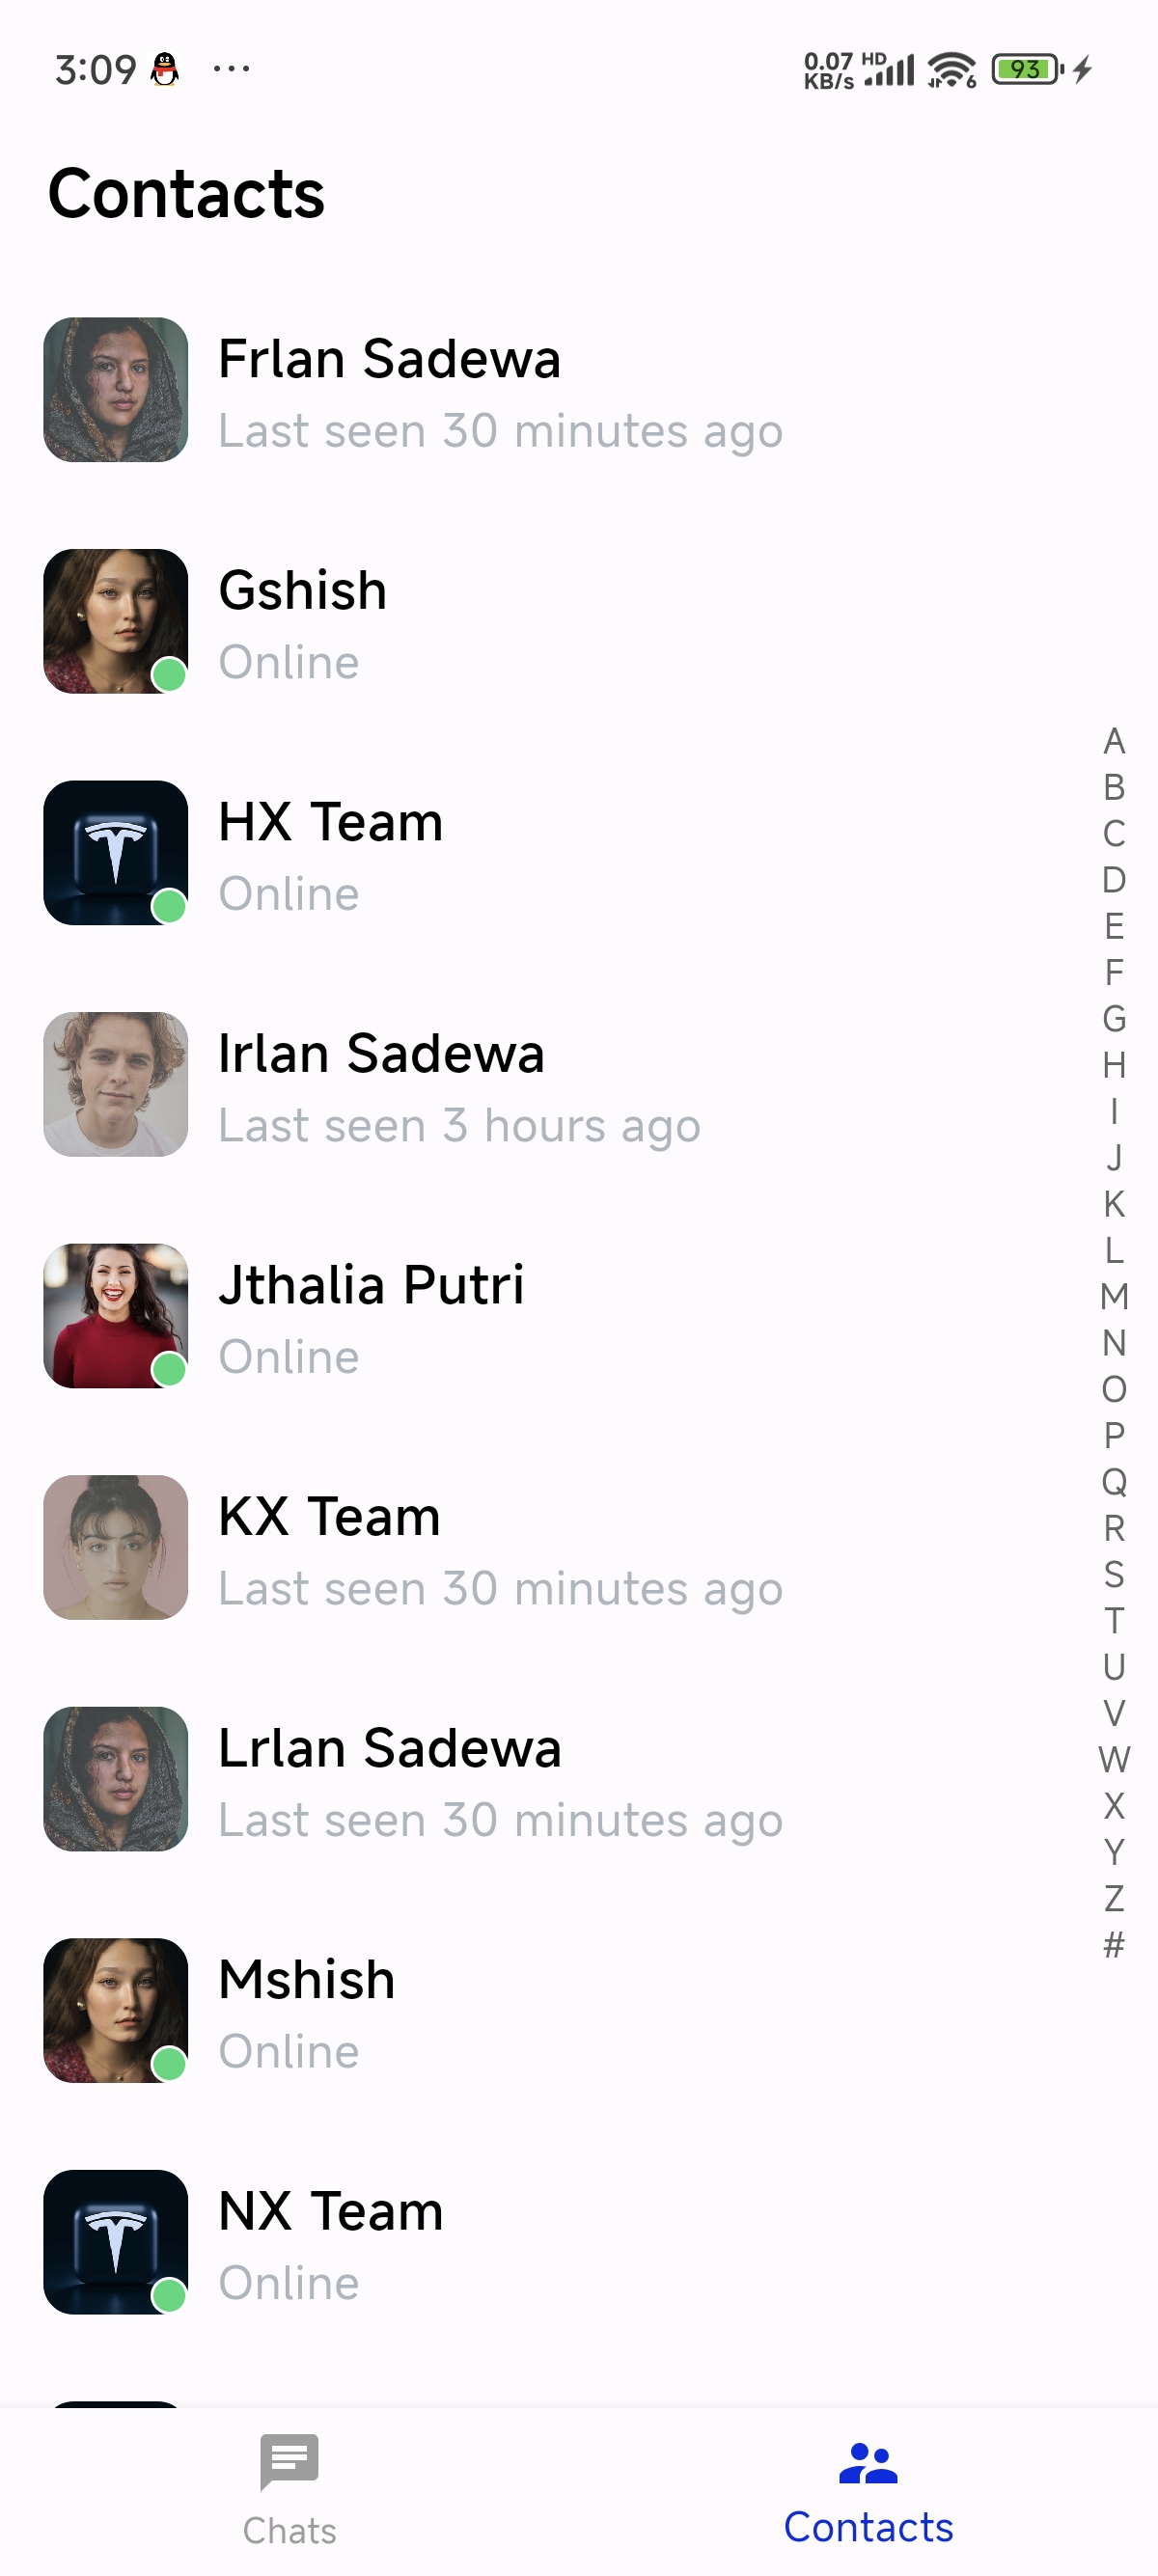 3:09 ...
0.07 KB/s HD 6 93
Contacts
Frlan Sadewa
Last seen 30 minutes ago
Gshish
Online
HX Team
Online
Irlan Sadewa
Last seen 3 hours ago
Jthalia Putri
Online
KX Team
Last seen 30 minutes ago
Lrlan Sadewa
Last seen 30 minutes ago
Mshish
Online
NX Team
Online
A
B
C
D
E
F
G
H
I
J
K
L
M
N
O
P
Q
R
S
T
U
V
W
X
Y
Z
#
Chats
Contacts